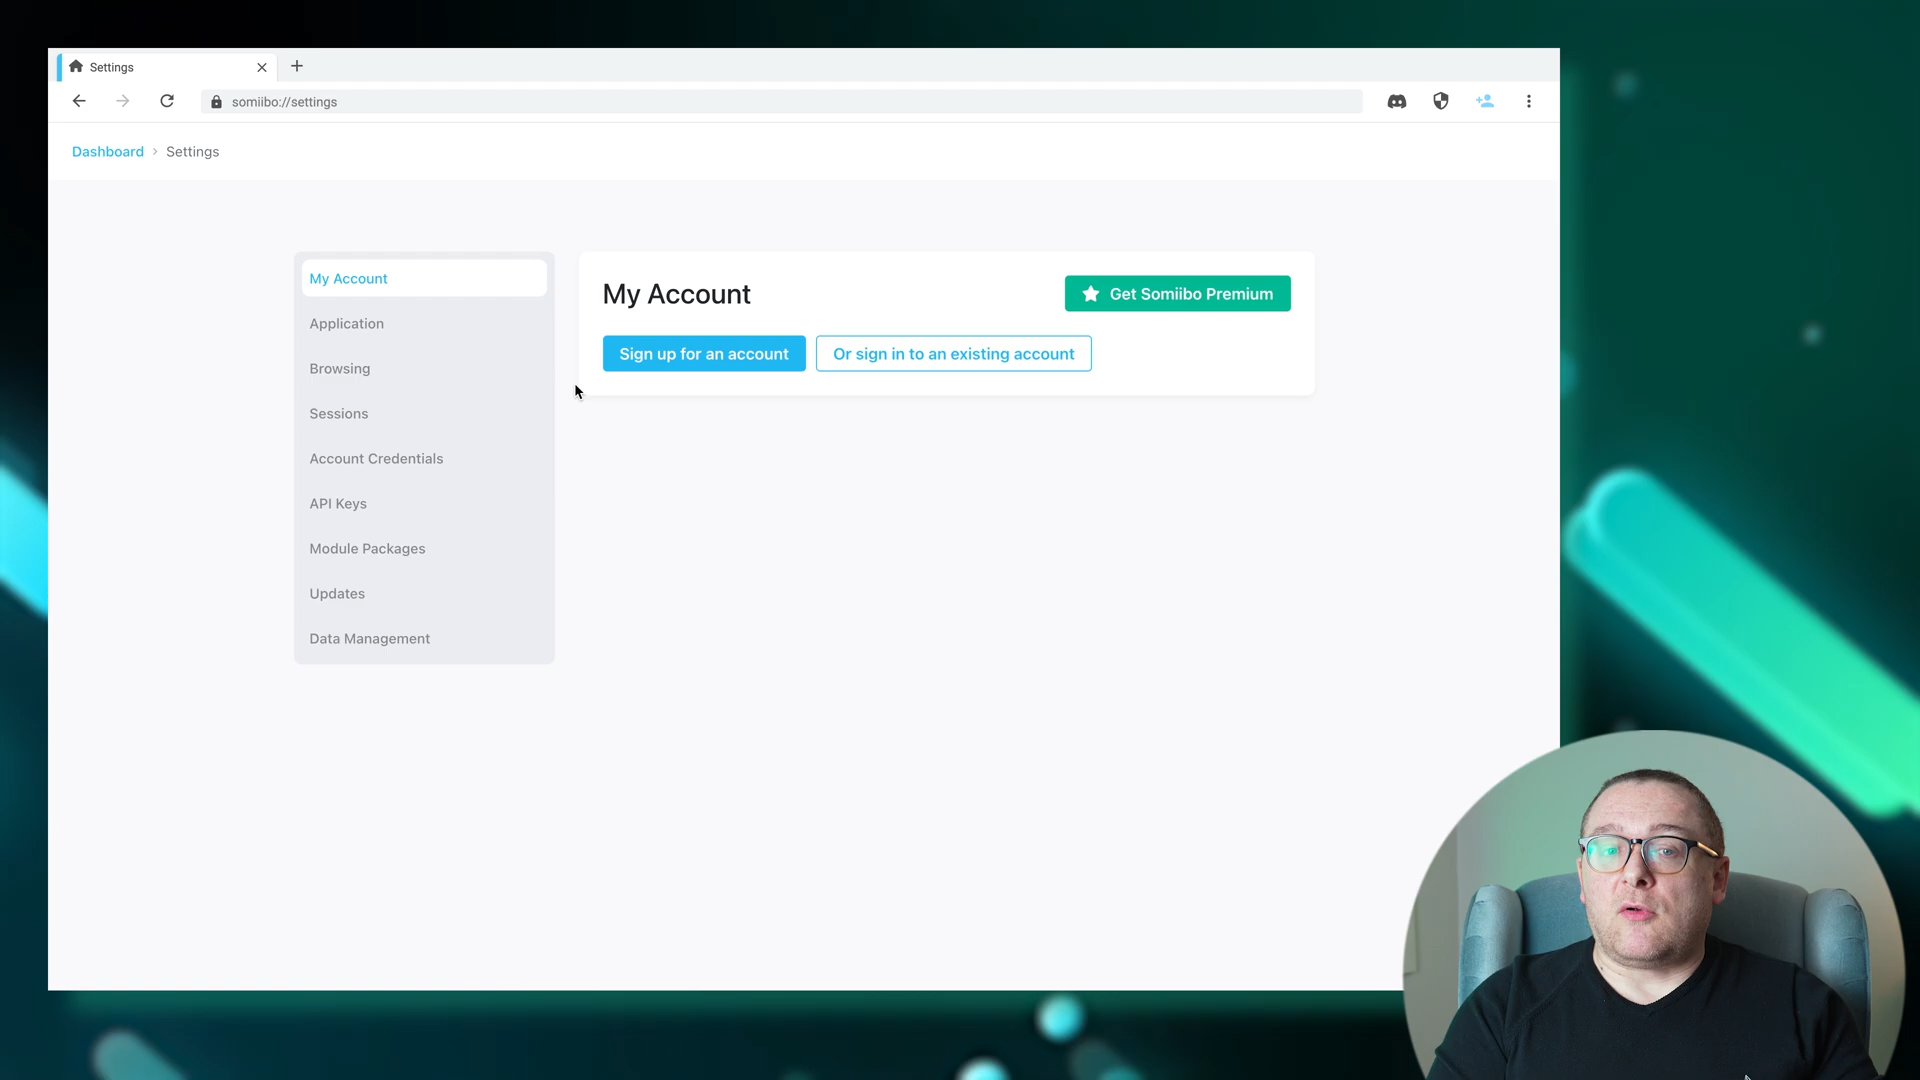 Settings
somiibo://settings
Dashboard > Settings
My Account
Application
Browsing
Sessions
Account Credentials
API Keys
Module Packages
Updates
Data Management
My Account
Get Somiibo Premium
Sign up for an account
Or sign in to an existing account